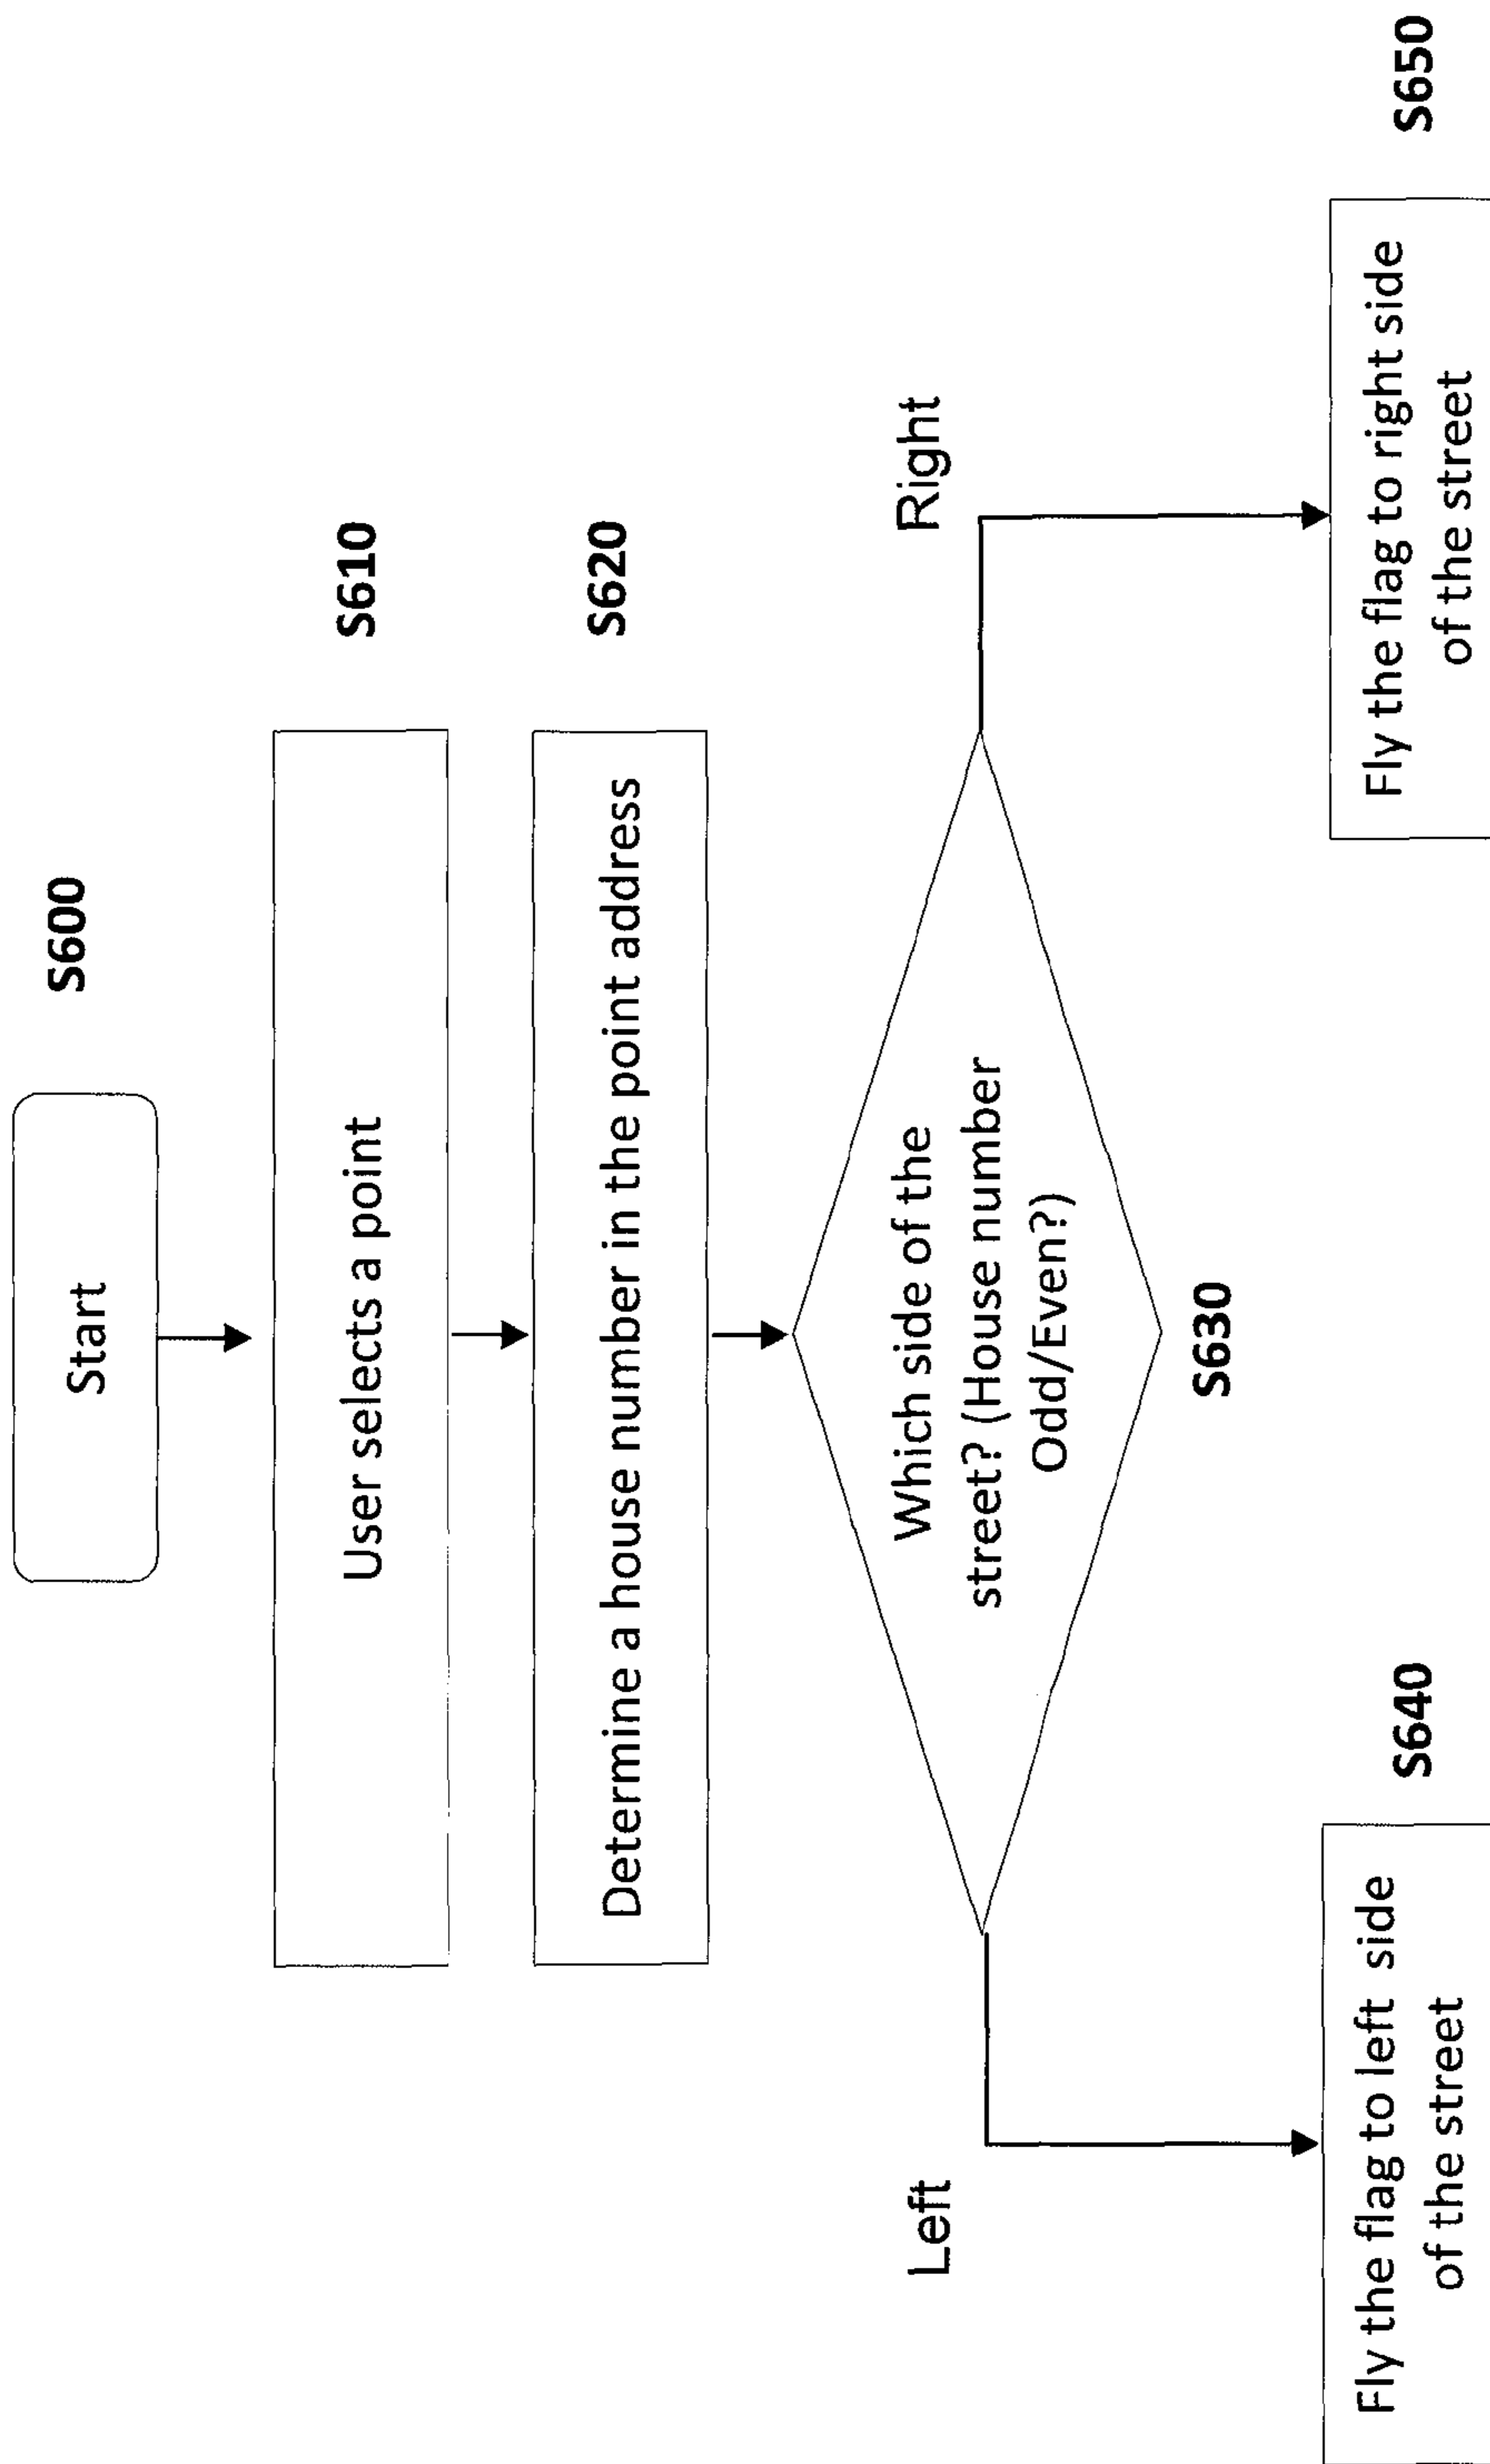 Start
S600
User selects a point
S610
Determine a house number in the point address
S620
Which side of the
street? (House number
Odd/Even?)
S630
Left
Right
Fly the flag to left side
of the street
S640
Fly the flag to right side
of the street
S650